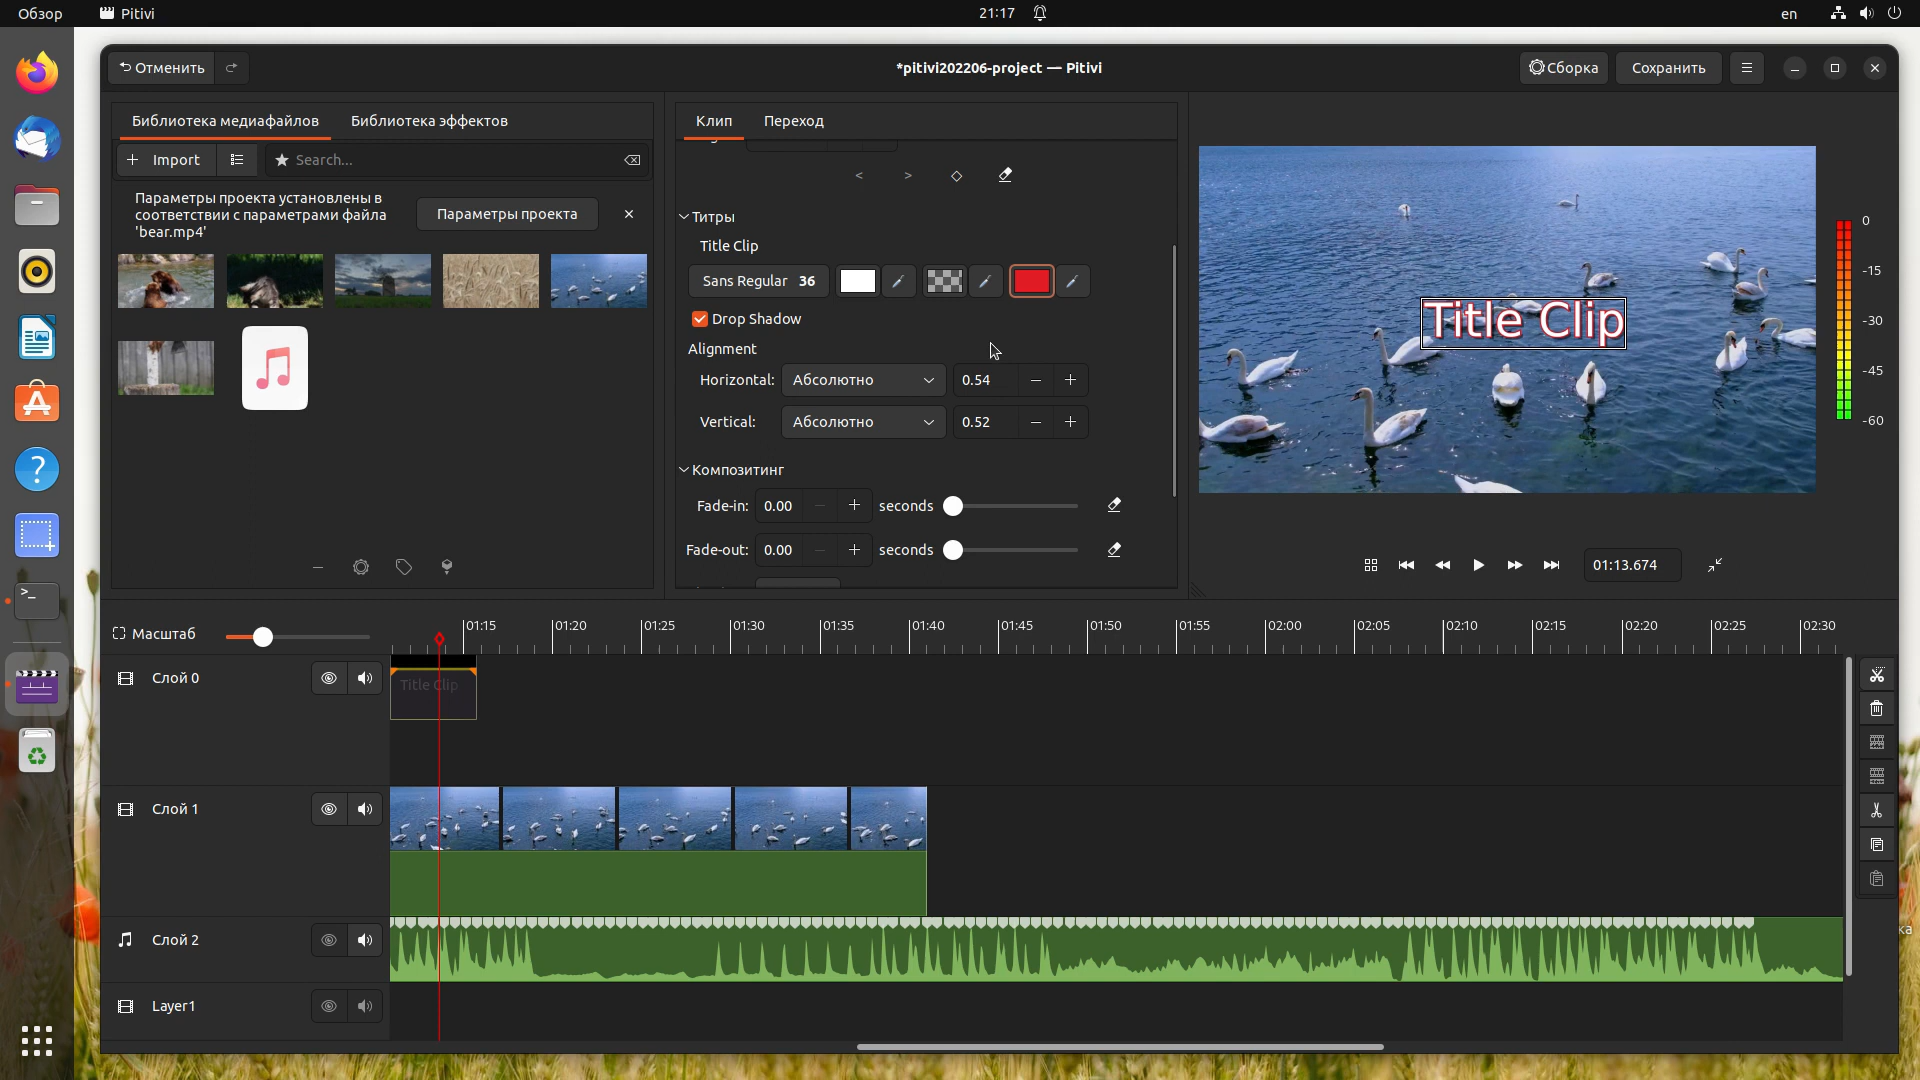 Обзор
Pitivi
21:17
en
Отменить
*pitivi202206-project — Pitivi
Сборка
Сохранить
Библиотека медиафайлов
Библиотека эффектов
Клип
Переход
Import
Search...
Параметры проекта установлены в
соответствии с параметрами файла
'bear.mp4'
Параметры проекта
Титры
Title Clip
Sans Regular 36
Drop Shadow
Alignment
Horizontal: Абсолютно 0.54
Vertical: Абсолютно 0.52
Композитинг
Fade-in: 0.00 seconds
Fade-out: 0.00 seconds
Title Clip
0
-15
-30
-45
-60
01:13.674
Масштаб
01:15
01:20
01:25
01:30
01:35
01:40
01:45
01:50
01:55
02:00
02:05
02:10
02:15
02:20
02:25
02:30
Слой 0
Title Clip
Слой 1
Слой 2
Layer1